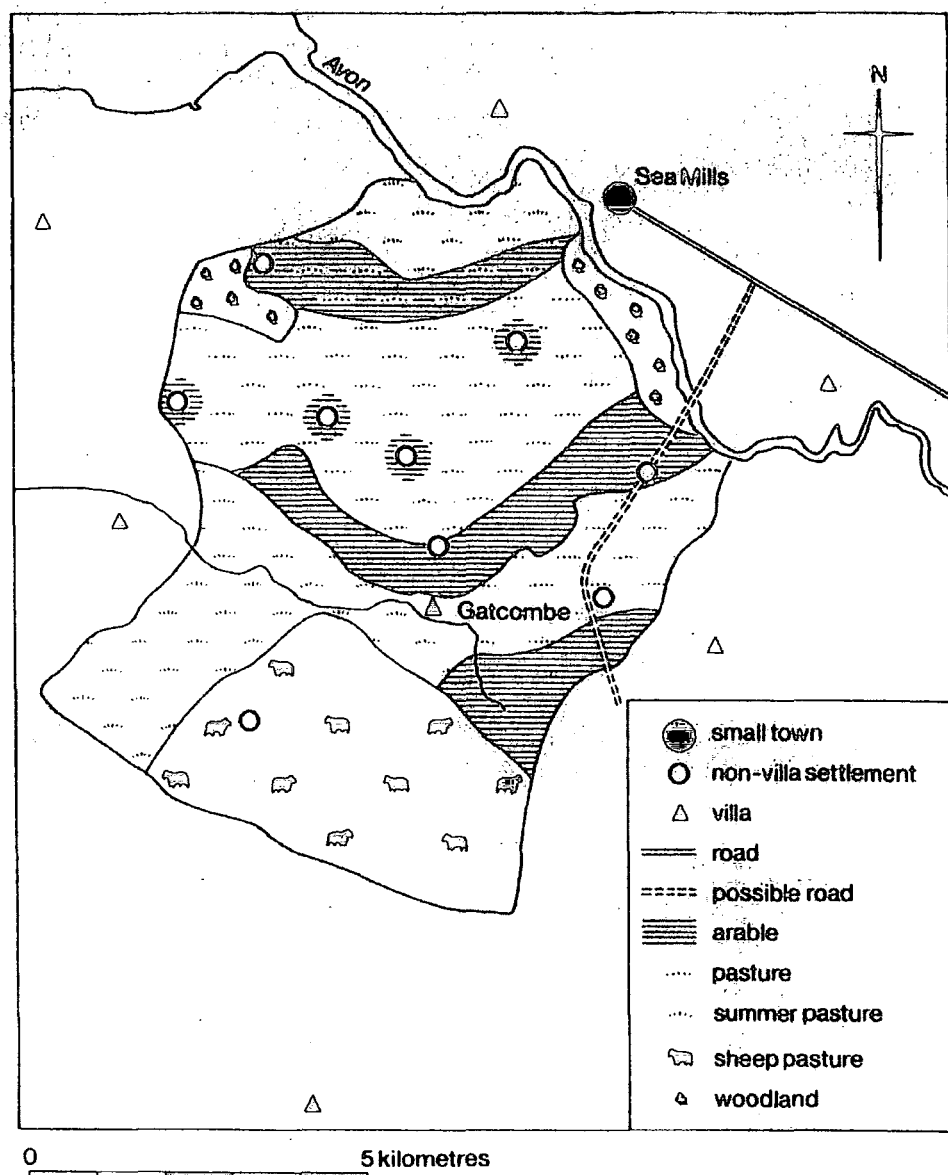 Avon
N
Sea Mills
Gatcombe
small town
non-villa settlement
villa
road
possible road
arable
pasture
summer pasture
sheep pasture
woodland
0 5 kilometres